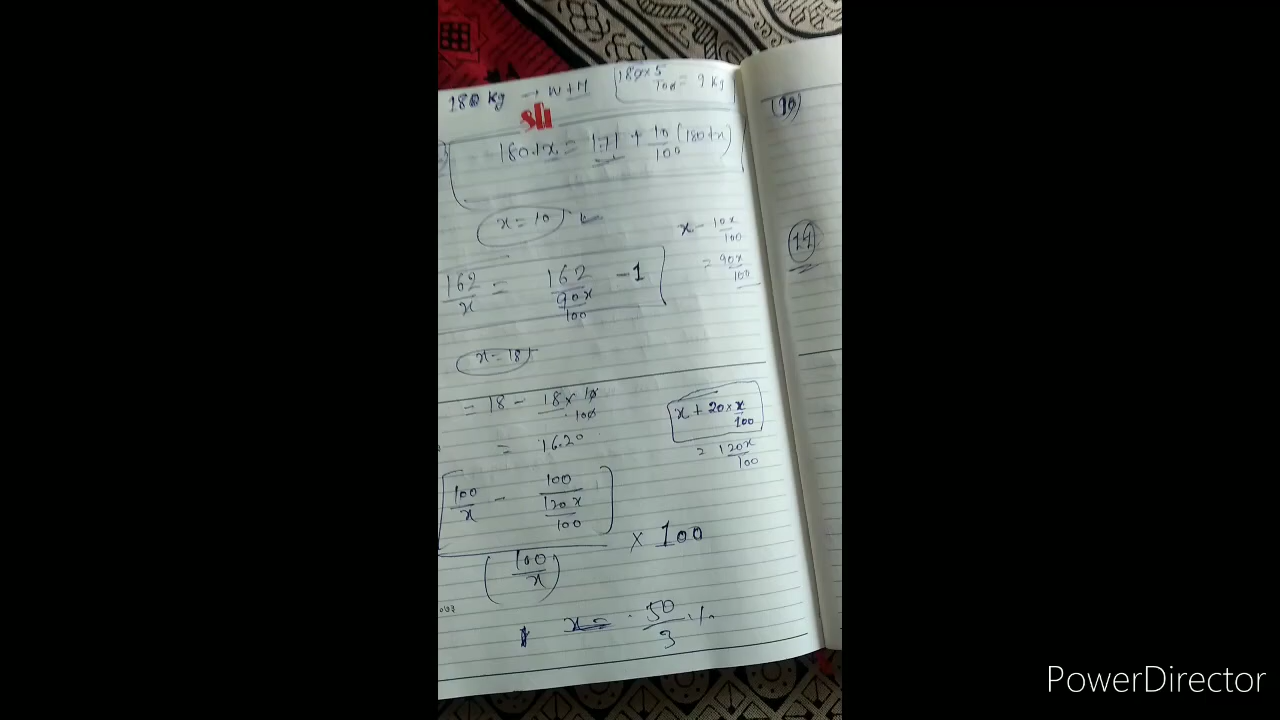 180 kg → W+M [180×5/100 = 9 kg]
180+x = 171 + 10/100 (180+x)
x = 10
x - 10x/100
= 90x/100
162/x = 162/(90x/100) - 1
x = 18
= 18 - 18×10/100
= 16.20
x + 20×x/100
= 120x/100
[100/x - 100/(120x/100)]/(100/x) × 100
x = 50/3 %
(10)
(11)
PowerDirector